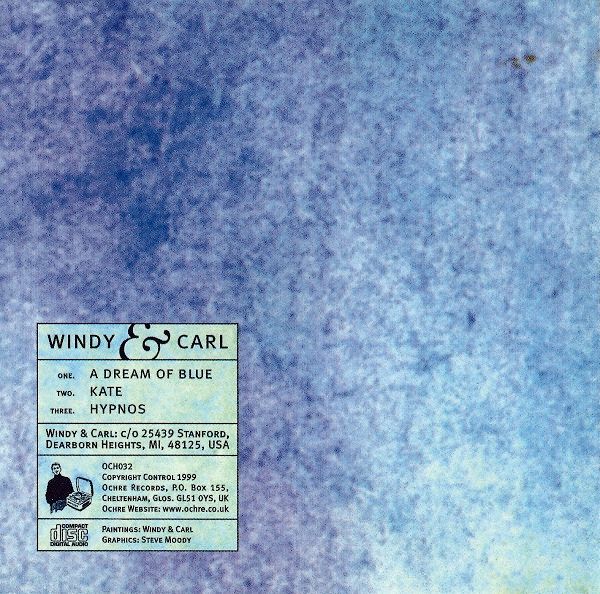 WINDY & CARL
ONE. A DREAM OF BLUE
TWO. KATE
THREE. HYPNOS
WINDY & CARL: C/O 25439 STANFORD,
DEARBORN HEIGHTS, MI, 48125, USA
OCH032
COPYRIGHT CONTROL 1999
OCHRE RECORDS, P.O. BOX 155,
CHELTENHAM, GLOS. GL51 0YS, UK
OCHRE WEBSITE: www.ochre.co.uk
COMPACT
disc
DIGITAL AUDIO
PAINTINGS: WINDY & CARL
GRAPHICS: STEVE MOODY